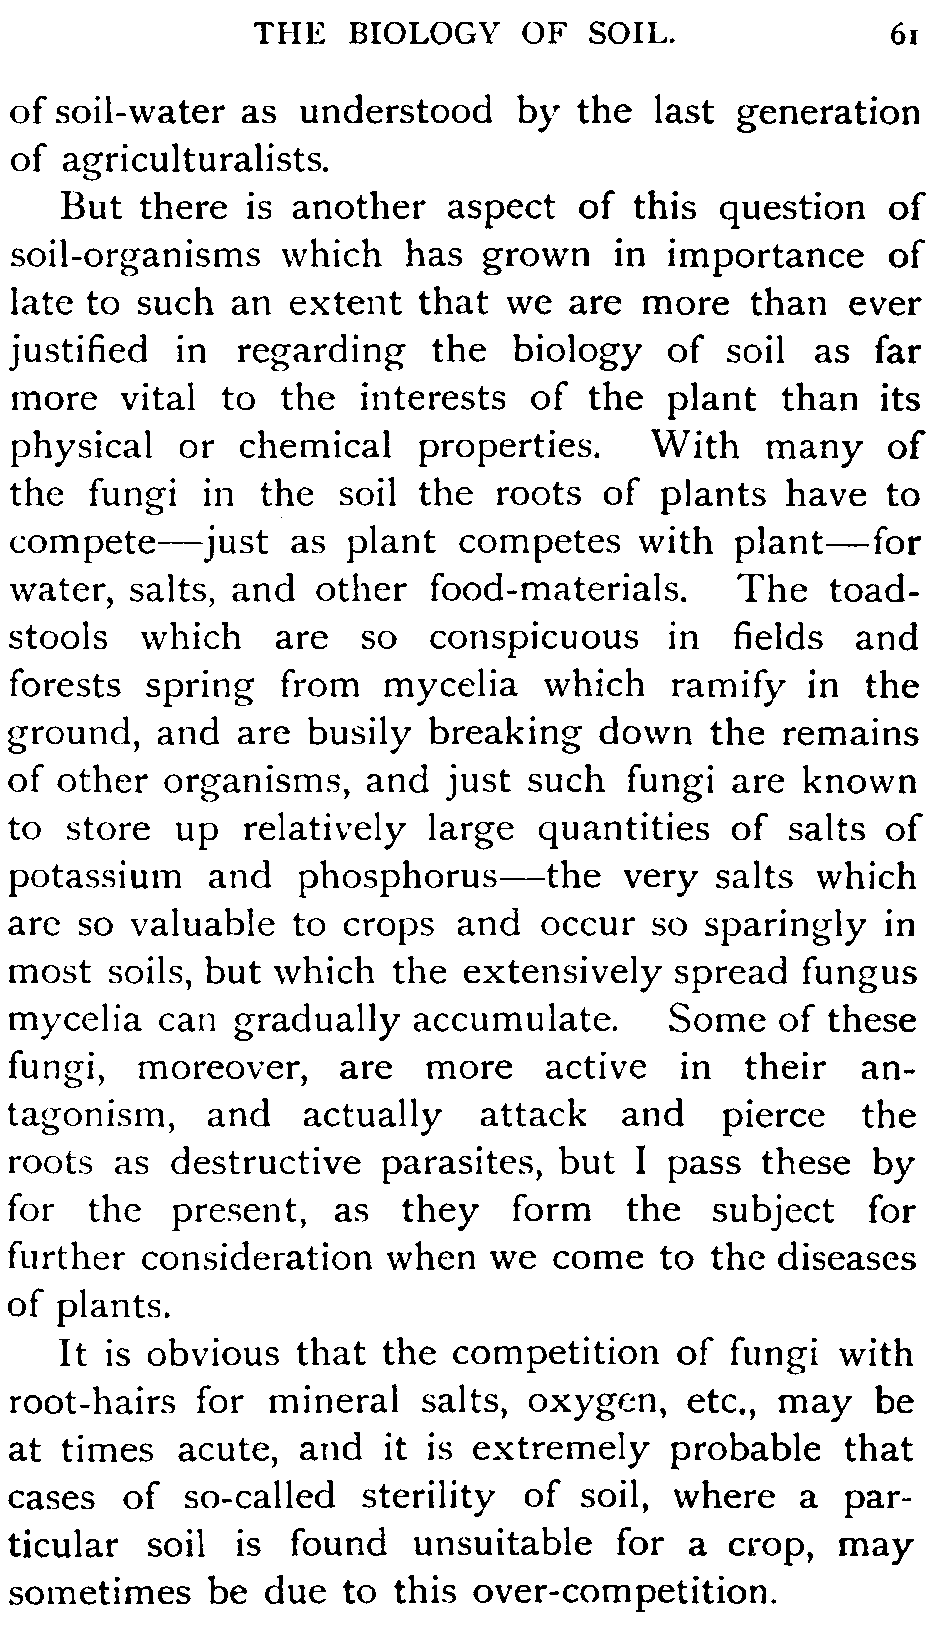 THE BIOLOGY OF SOIL. 61
of soil-water as understood by the last generation
of agriculturalists.
But there is another aspect of this question of
soil-organisms which has grown in importance of
late to such an extent that we are more than ever
justified in regarding the biology of soil as far
more vital to the interests of the plant than its
physical or chemical properties. With many of
the fungi in the soil the roots of plants have to
compete—just as plant competes with plant—for
water, salts, and other food-materials. The toad-
stools which are so conspicuous in fields and
forests spring from mycelia which ramify in the
ground, and are busily breaking down the remains
of other organisms, and just such fungi are known
to store up relatively large quantities of salts of
potassium and phosphorus—the very salts which
are so valuable to crops and occur so sparingly in
most soils, but which the extensively spread fungus
mycelia can gradually accumulate. Some of these
fungi, moreover, are more active in their an-
tagonism, and actually attack and pierce the
roots as destructive parasites, but I pass these by
for the present, as they form the subject for
further consideration when we come to the diseases
of plants.
It is obvious that the competition of fungi with
root-hairs for mineral salts, oxygen, etc., may be
at times acute, and it is extremely probable that
cases of so-called sterility of soil, where a par-
ticular soil is found unsuitable for a crop, may
sometimes be due to this over-competition.